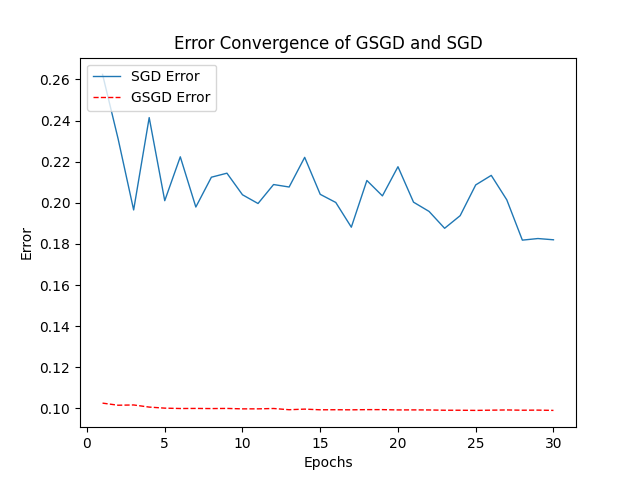 Error Convergence of GSGD and SGD
SGD Error
GSGD Error
0.26
0.24
0.22
0.20
0.18
0.16
0.14
0.12
0.10
Error
0 5 10 15 20 25 30
Epochs